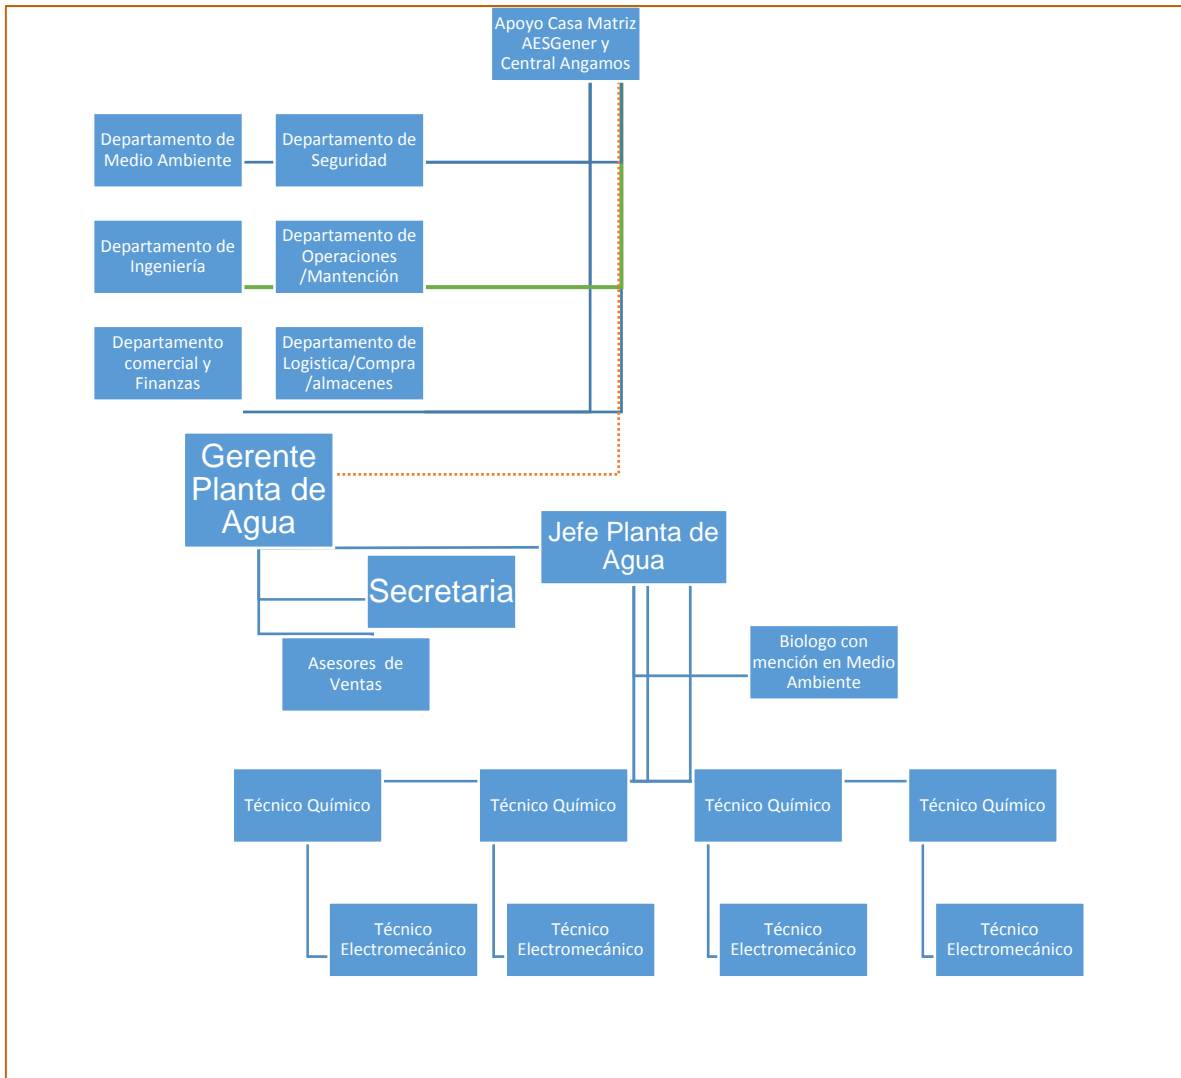 Apoyo Casa Matriz
AESGener y
Central Angamos
Departamento de
Medio Ambiente
Departamento de
Seguridad
Departamento de
Ingeniería
Departamento de
Operaciones
/Mantención
Departamento
comercial y
Finanzas
Departamento de
Logistica/Compra
/almacenes
Gerente
Planta de
Agua
Jefe Planta de
Agua
Secretaria
Asesores de
Ventas
Biologo con
mención en Medio
Ambiente
Técnico Químico
Técnico Químico
Técnico Químico
Técnico Químico
Técnico
Electromecánico
Técnico
Electromecánico
Técnico
Electromecánico
Técnico
Electromecánico